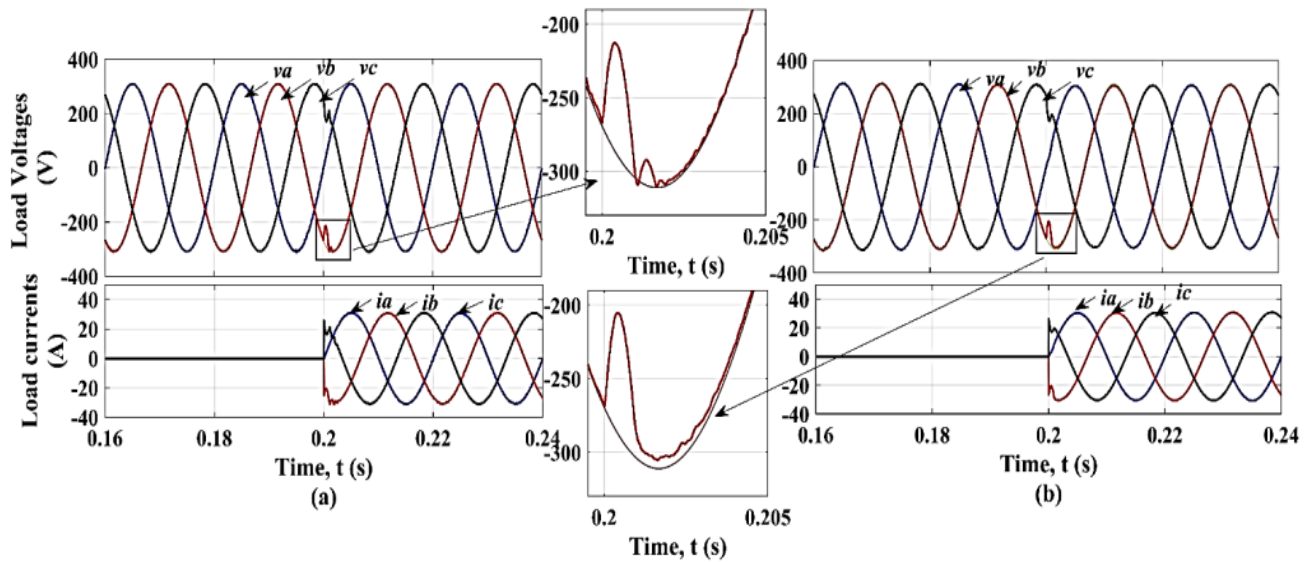 Load Voltages
(V)
400
200
0
-200
-400
va
vb
vc
Load currents
(A)
40
20
0
-20
-40
ia
ib
ic
0.16
0.18
0.2
0.22
0.24
Time, t (s)
(a)
-200
-250
-300
0.2
0.205
Time, t (s)
-200
-250
-300
0.2
0.205
Time, t (s)
400
200
0
-200
-400
va
vb
vc
40
20
0
-20
-40
ia
ib
ic
0.16
0.18
0.2
0.22
0.24
Time, t (s)
(b)